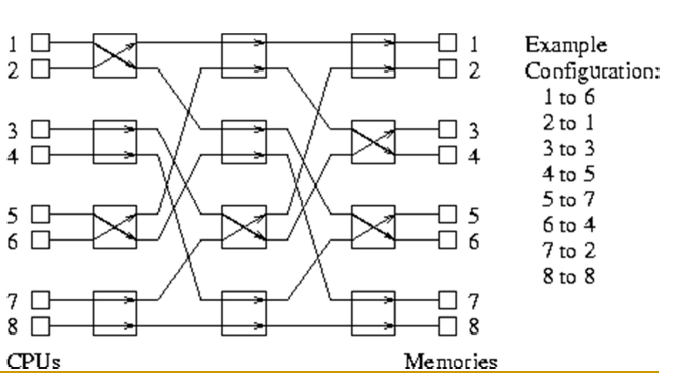 1 1
2 2
3 3
4 4
5 5
6 6
7 7
8 8
CPUs Memories
Example
Configuration:
1 to 6
2 to 1
3 to 3
4 to 5
5 to 7
6 to 4
7 to 2
8 to 8